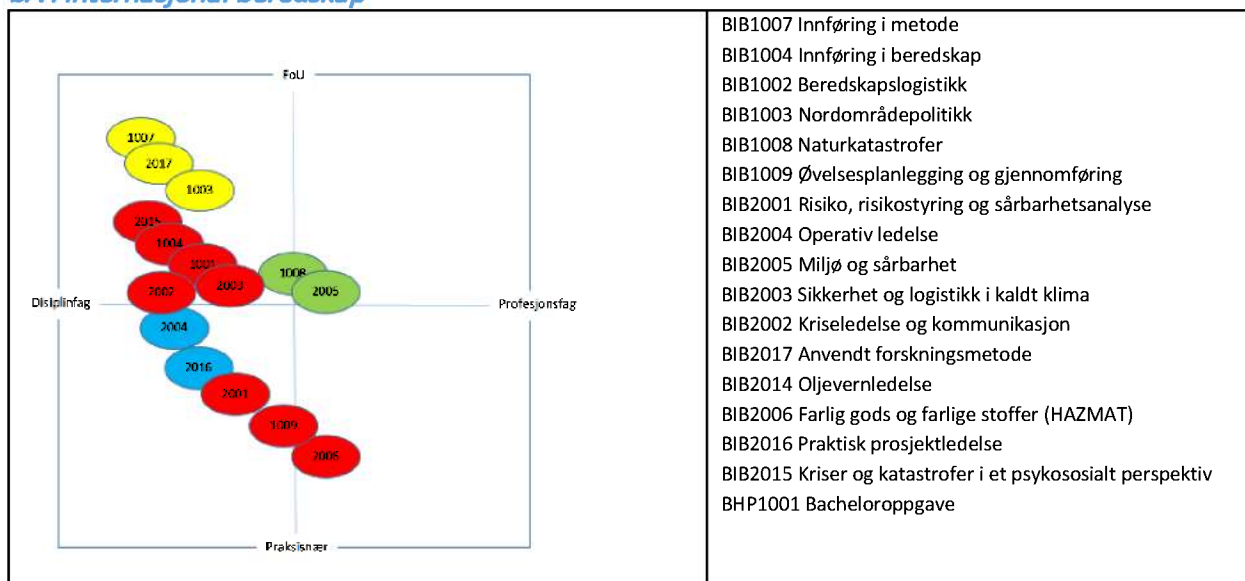 BA i Internasjonal beredskap
FoU
1007
2017
1003
2015
1004
2003
1008
2002
2005
Disiplinfag
Profesjonsfag
2004
2016
2001
1009
2006
Praksisnær
BIB1007 Innføring i metode
BIB1004 Innføring i beredskap
BIB1002 Beredskapslogistikk
BIB1003 Nordområdepolitikk
BIB1008 Naturkatastrofer
BIB1009 Øvelsesplanlegging og gjennomføring
BIB2001 Risiko, risikostyring og sårbarhetsanalyse
BIB2004 Operativ ledelse
BIB2005 Miljø og sårbarhet
BIB2003 Sikkerhet og logistikk i kaldt klima
BIB2002 Kriseledelse og kommunikasjon
BIB2017 Anvendt forskningsmetode
BIB2014 Oljevernledelse
BIB2006 Farlig gods og farlige stoffer (HAZMAT)
BIB2016 Praktisk prosjektledelse
BIB2015 Kriser og katastrofer i et psykososialt perspektiv
BHP1001 Bacheloroppgave